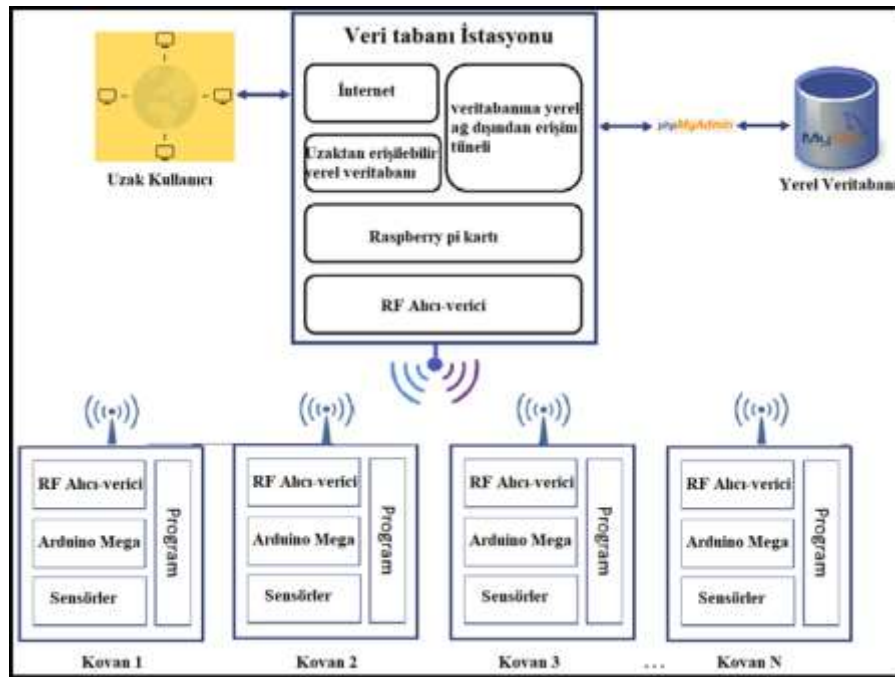 Veri tabanı İstasyonu
İnternet
veritabanına yerel
ağ dışından erişim
tüneli
Uzaktan erişilebilir
yerel veritabanı
Raspberry pi kartı
RF Alıcı-verici
Uzak Kullanıcı
phpMyAdmin
MySQL
Yerel Veritabanı
RF Alıcı-verici
Arduino Mega
Sensörler
Program
Kovan 1
RF Alıcı-verici
Arduino Mega
Sensörler
Program
Kovan 2
RF Alıcı-verici
Arduino Mega
Sensörler
Program
Kovan 3
...
RF Alıcı-verici
Arduino Mega
Sensörler
Program
Kovan N